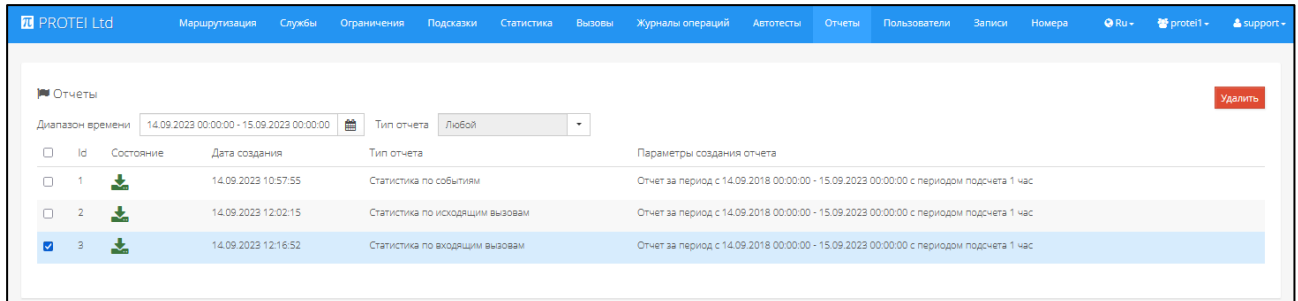 PROTEI Ltd Маршрутизация Службы Ограничения Подсказки Статистика Вызовы Журналы операций Автотесты Отчеты Пользователи Записи Номера Ru protei1 support
Отчеты Удалить
Диапазон времени 14.09.2023 00:00:00 - 15.09.2023 00:00:00 Тип отчета Любой
Id Состояние Дата создания Тип отчета Параметры создания отчета
1 14.09.2023 10:57:55 Статистика по событиям Отчет за период с 14.09.2018 00:00:00 - 15.09.2023 00:00:00 с периодом подсчета 1 час
2 14.09.2023 12:02:15 Статистика по исходящим вызовам Отчет за период с 14.09.2018 00:00:00 - 15.09.2023 00:00:00 с периодом подсчета 1 час
3 14.09.2023 12:16:52 Статистика по входящим вызовам Отчет за период с 14.09.2018 00:00:00 - 15.09.2023 00:00:00 с периодом подсчета 1 час